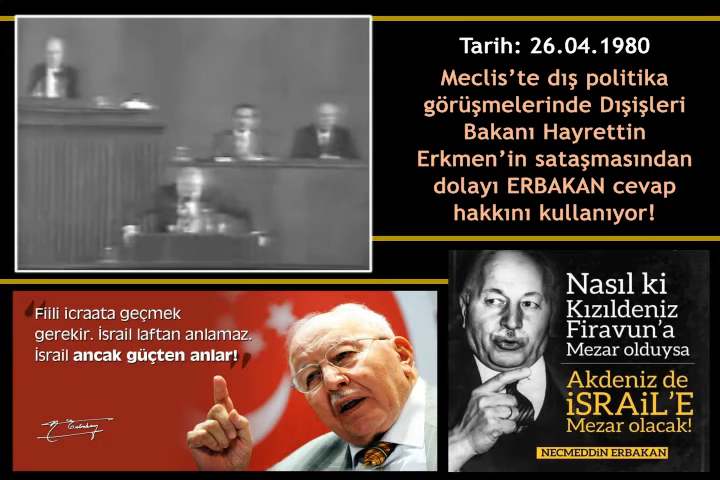 Tarih: 26.04.1980
Meclis’te dış politika
görüşmelerinde Dışişleri
Bakanı Hayrettin
Erkmen’in sataşmasından
dolayı ERBAKAN cevap
hakkını kullanıyor!
“Fiili icraata geçmek
gerekir. İsrail laftan anlamaz.
İsrail ancak güçten anlar!”
Nasıl ki
Kızıldeniz
Firavun’a
Mezar olduysa
Akdeniz de
iSRAiL’E
Mezar olacak!
NECMEDDiN ERBAKAN